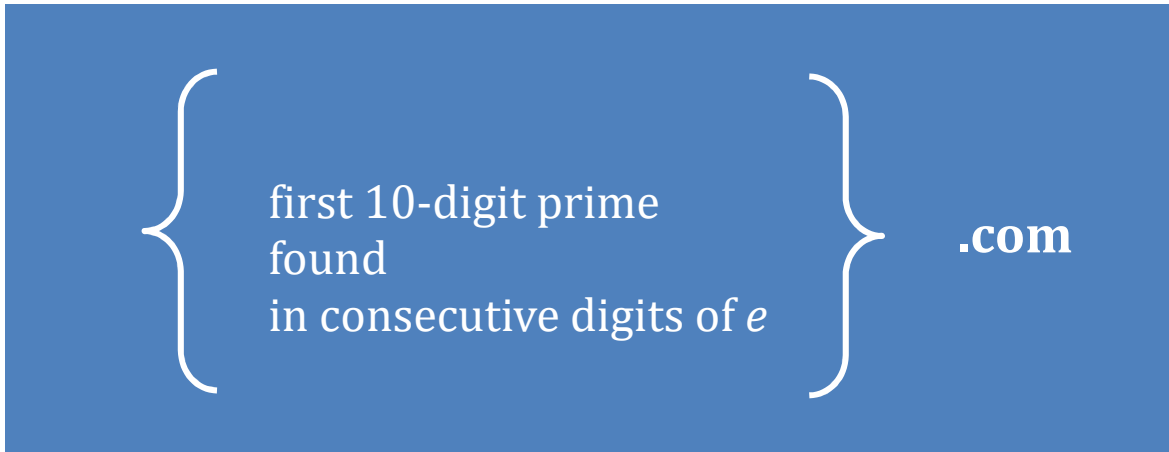 first 10-digit prime
found
in consecutive digits of e
.com